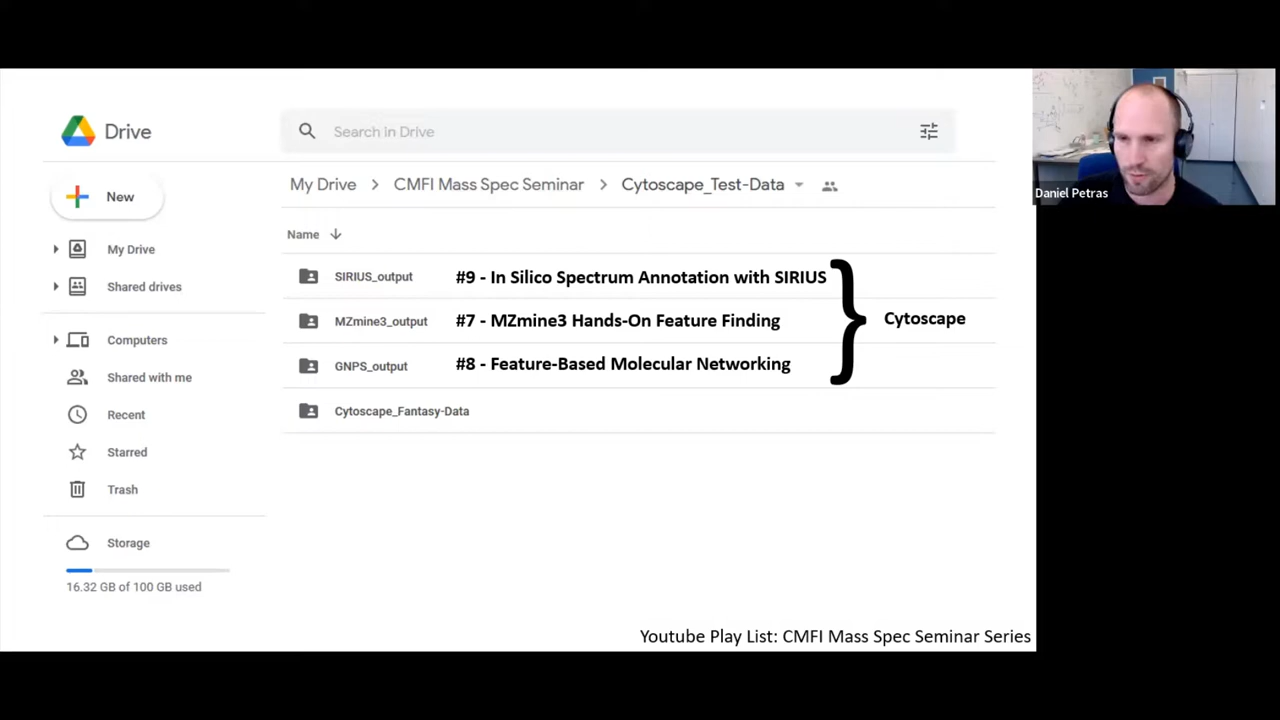 Drive
Search in Drive
My Drive > CMFI Mass Spec Seminar > Cytoscape_Test-Data
New
Name
My Drive
Shared drives
Computers
Shared with me
Recent
Starred
Trash
Storage
16.32 GB of 100 GB used
SIRIUS_output #9 - In Silico Spectrum Annotation with SIRIUS
MZmine3_output #7 - MZmine3 Hands-On Feature Finding
GNPS_output #8 - Feature-Based Molecular Networking
Cytoscape_Fantasy-Data
Cytoscape
Youtube Play List: CMFI Mass Spec Seminar Series
Daniel Petras